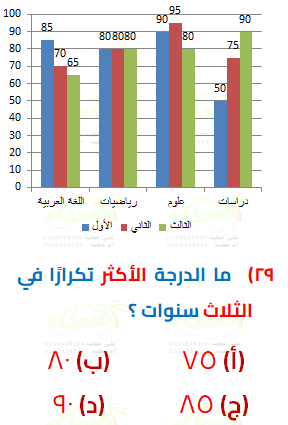 100
90
80
70
60
50
40
30
20
10
0
85 70 65
80 80 80
90 95 80
50 75 90
اللغة العربية رياضيات علوم دراسات
الأول الثاني الثالث
٢٩) ما الدرجة الأكثر تكرارًا في
الثلاث سنوات ؟
(أ) ٧٥ (ب) ٨٠
(ج) ٨٥ (د) ٩٠